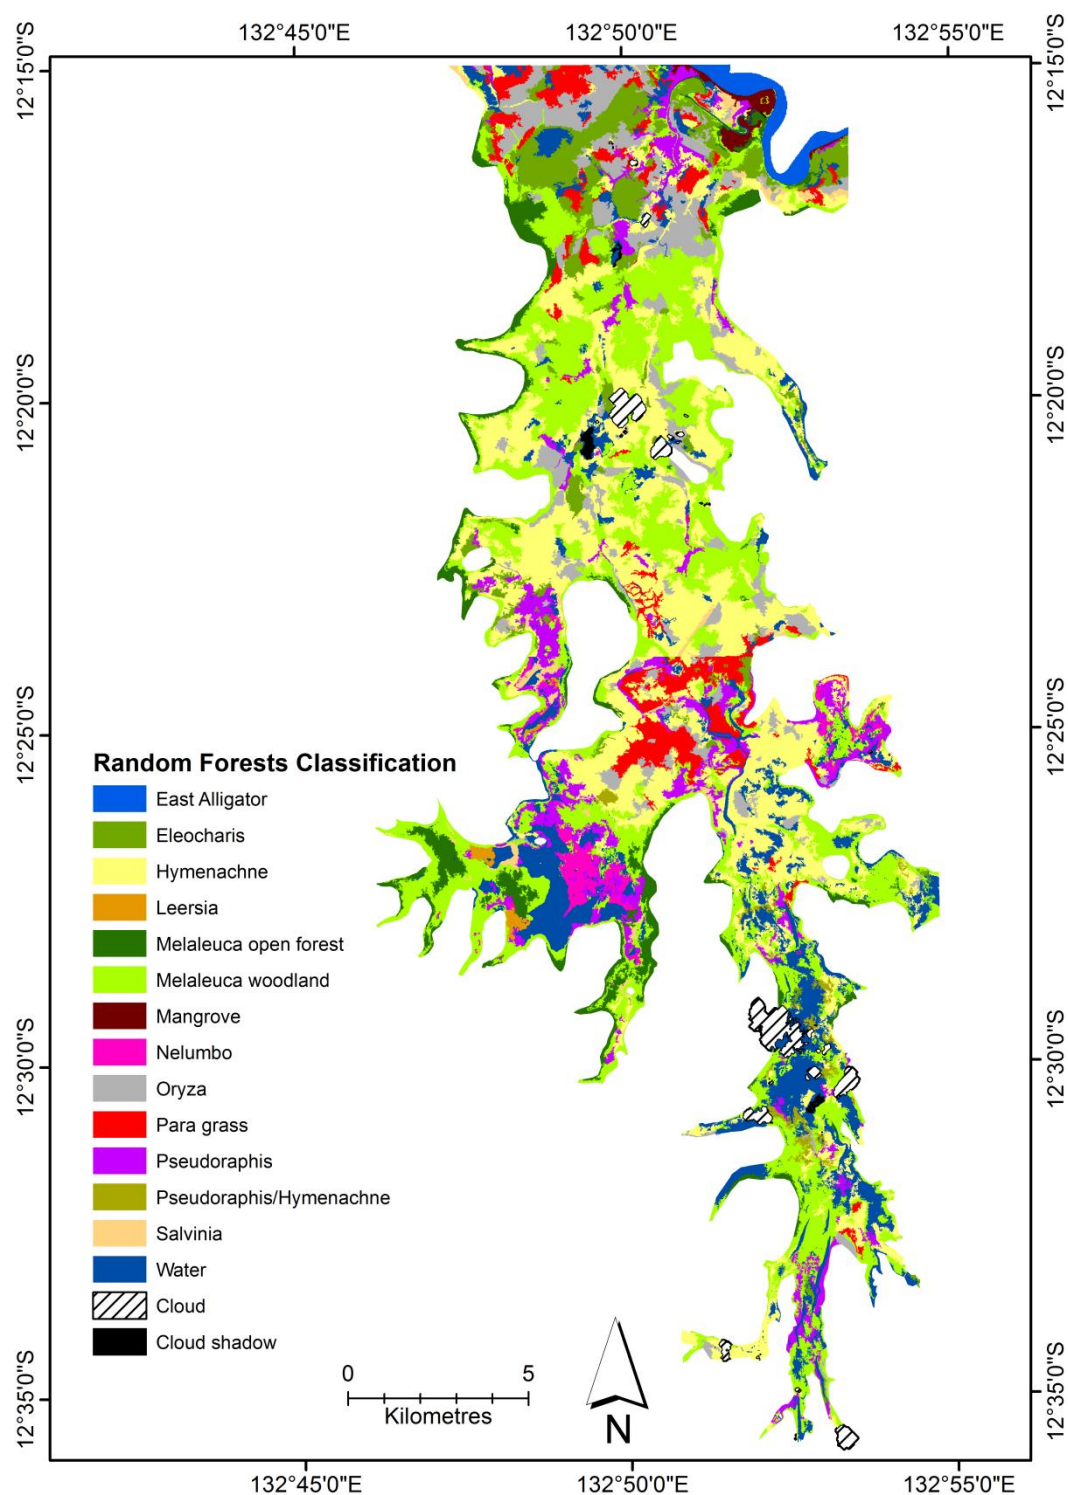 132°45'0"E 132°50'0"E 132°55'0"E
12°15'0"S 12°15'0"S
12°20'0"S 12°20'0"S
12°25'0"S 12°25'0"S
Random Forests Classification
East Alligator
Eleocharis
Hymenachne
Leersia
Melaleuca open forest
Melaleuca woodland
Mangrove
Nelumbo
Oryza
Para grass
Pseudoraphis
Pseudoraphis/Hymenachne
Salvinia
Water
Cloud
Cloud shadow
12°30'0"S 12°30'0"S
0 5
Kilometres
N
12°35'0"S 12°35'0"S
132°45'0"E 132°50'0"E 132°55'0"E